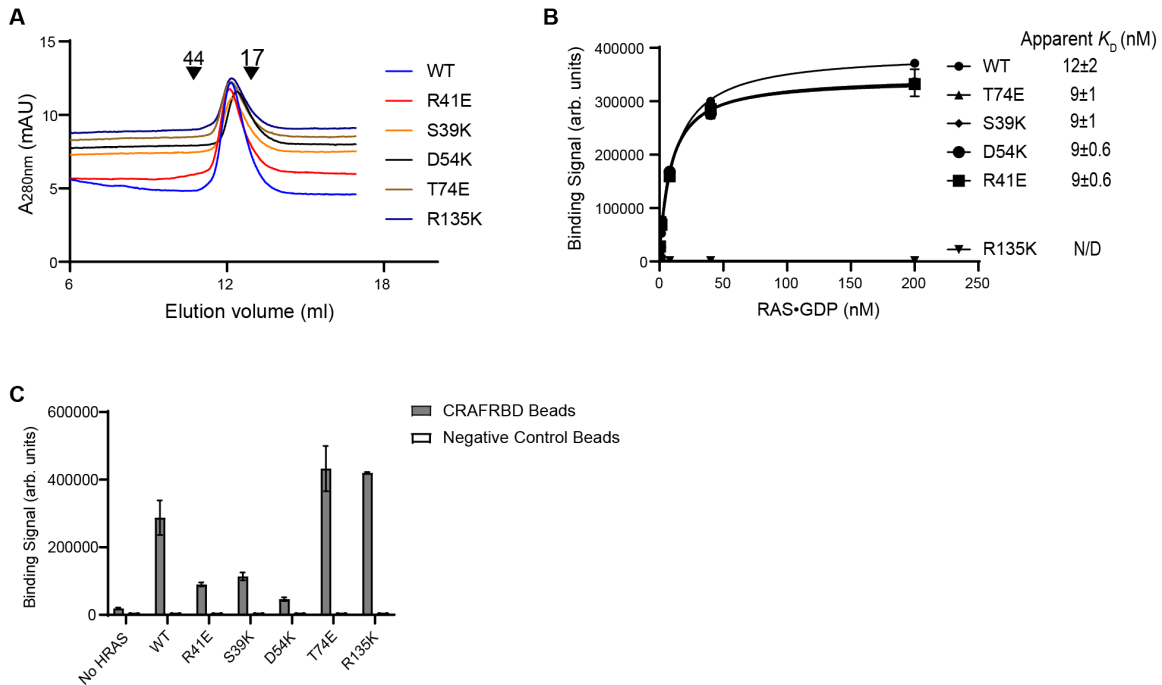 A
15
10
5
0
A280nm (mAU)
44 17
6 12 18
Elution volume (ml)
WT
R41E
S39K
D54K
T74E
R135K
B
400000
300000
200000
100000
0
Binding Signal (arb. units)
0 50 100 150 200 250
RAS•GDP (nM)
Apparent KD (nM)
WT 12±2
T74E 9±1
S39K 9±1
D54K 9±0.6
R41E 9±0.6
R135K N/D
C
600000
400000
200000
0
Binding Signal (arb. units)
No HRAS
WT
R41E
S39K
D54K
T74E
R135K
CRAFRBD Beads
Negative Control Beads